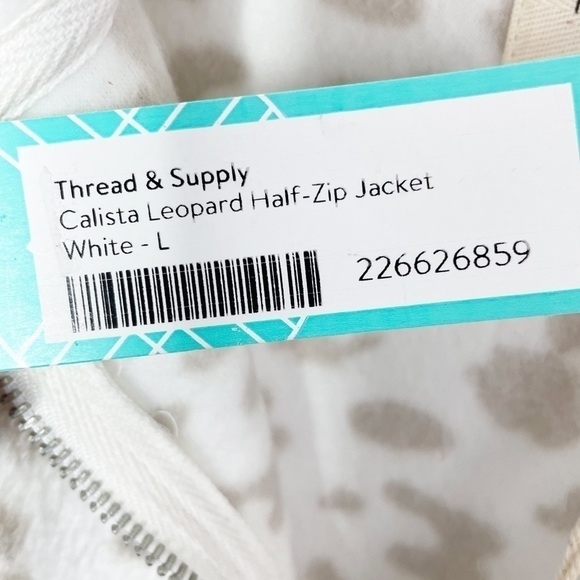 Thread & Supply
Calista Leopard Half-Zip Jacket
White - L
226626859